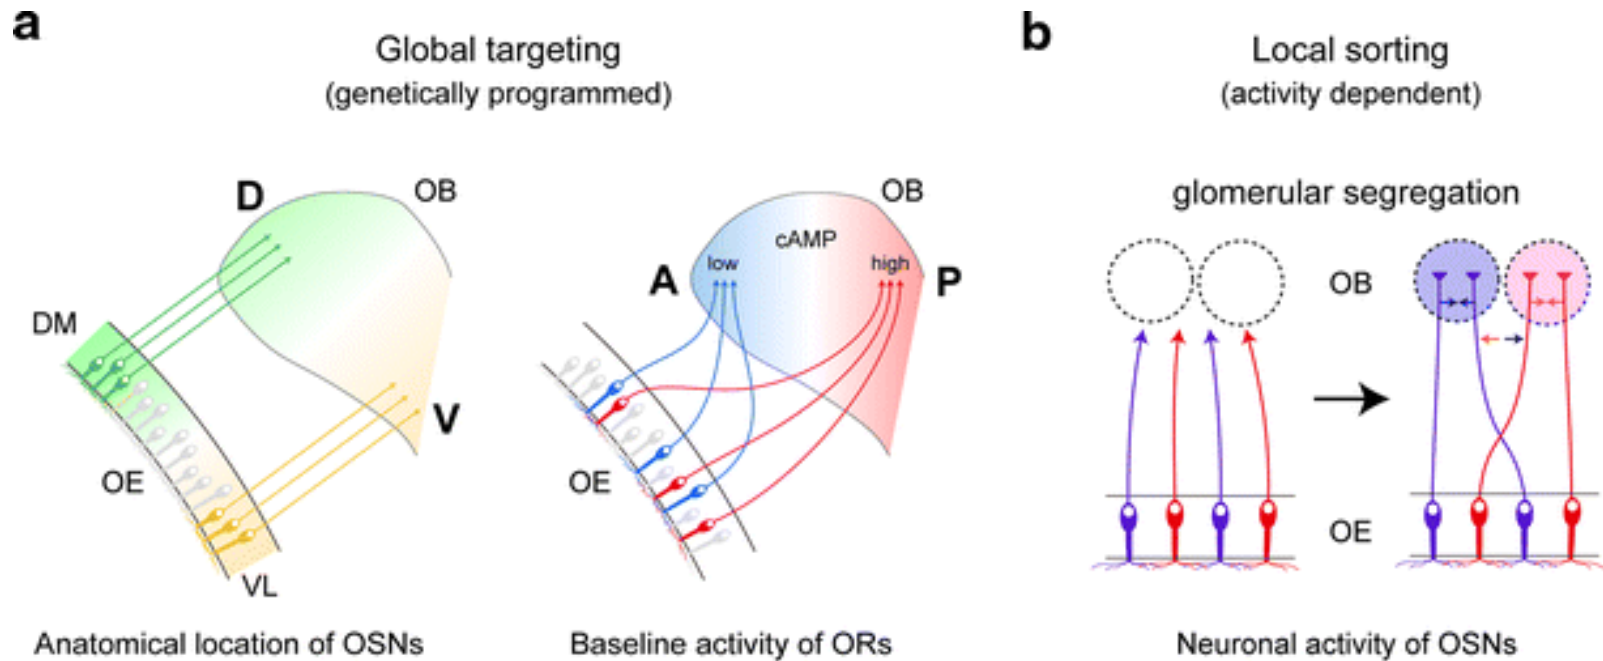 a
Global targeting
(genetically programmed)
D
OB
DM
V
OE
VL
Anatomical location of OSNs
OB
cAMP
low
high
A
P
OE
Baseline activity of ORs
b
Local sorting
(activity dependent)
glomerular segregation
OB
OE
Neuronal activity of OSNs